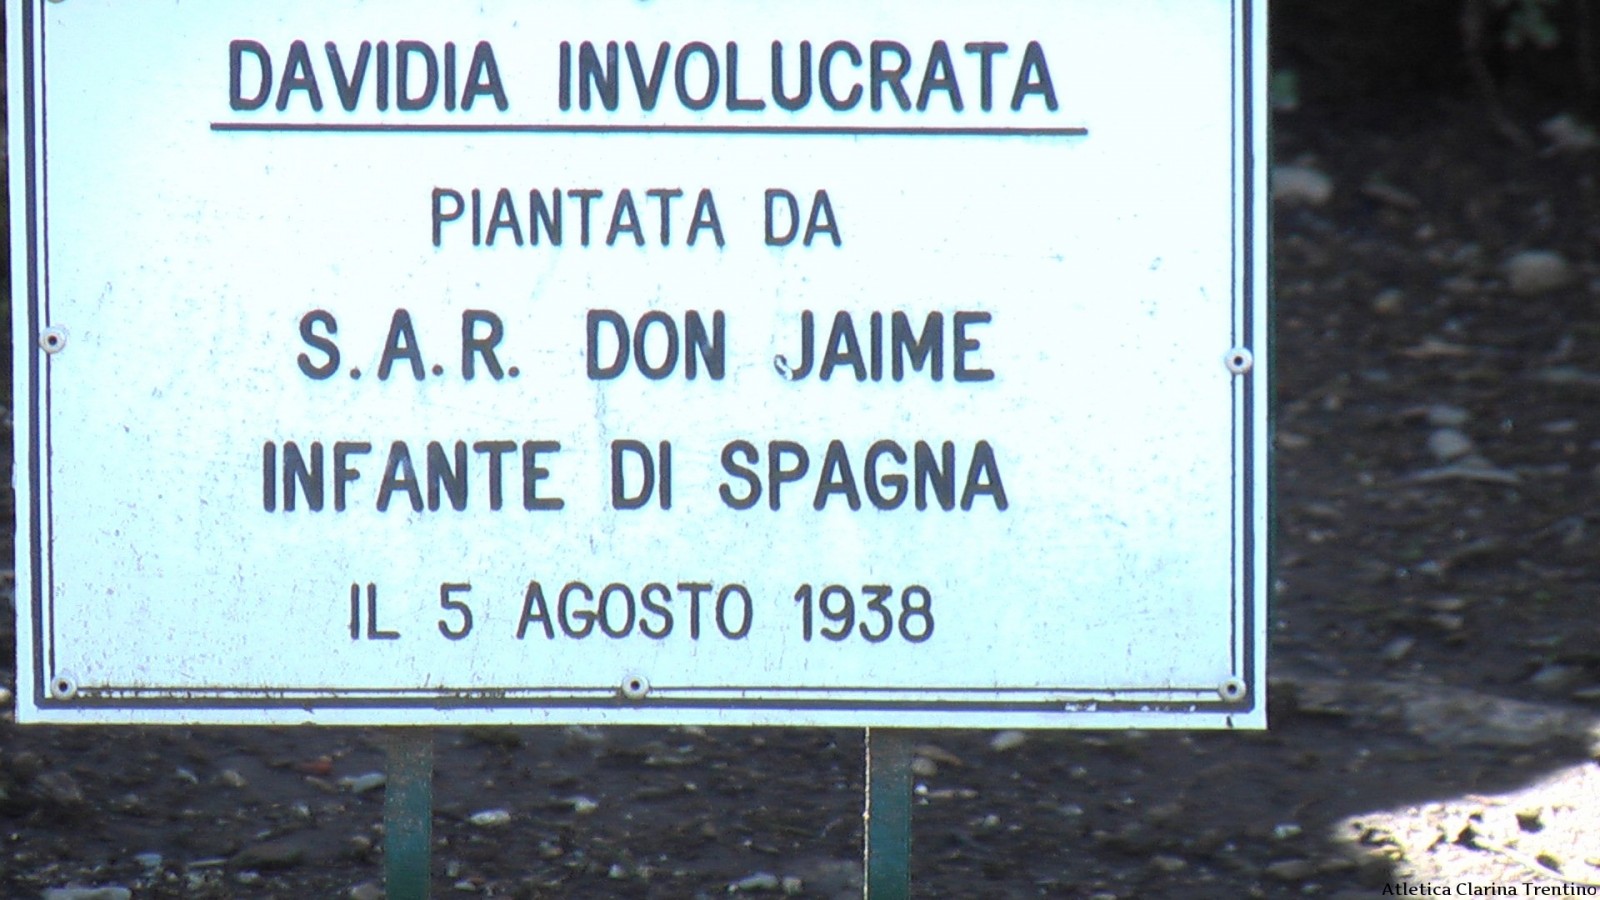 DAVIDIA INVOLUCRATA
PIANTATA DA
S.A.R. DON JAIME
INFANTE DI SPAGNA
IL 5 AGOSTO 1938
Atletica Clarina Trentino